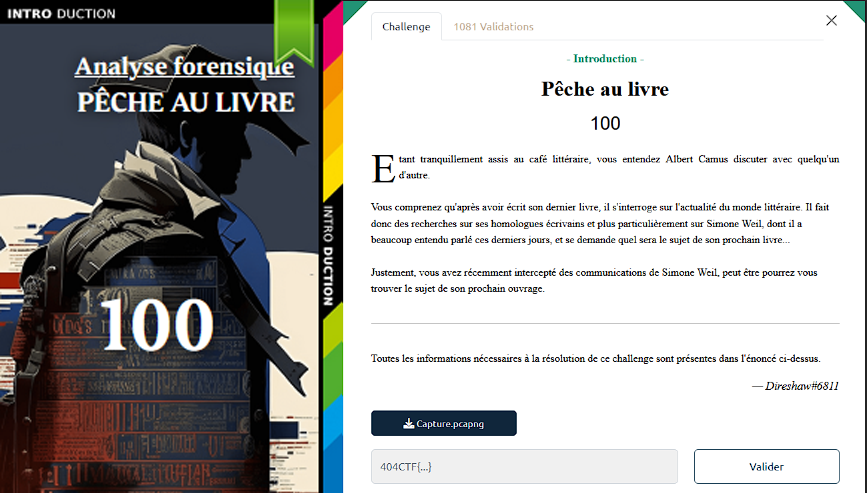 INTRO DUCTION
Analyse forensique
PÊCHE AU LIVRE
100
INTRO DUCTION
Challenge
1081 Validations
- Introduction -
Pêche au livre
100
Etant tranquillement assis au café littéraire, vous entendez Albert Camus discuter avec quelqu'un
d'autre.
Vous comprenez qu'après avoir écrit son dernier livre, il s'interroge sur l'actualité du monde littéraire. Il fait
donc des recherches sur ses homologues écrivains et plus particulièrement sur Simone Weil, dont il a
beaucoup entendu parlé ces derniers jours, et se demande quel sera le sujet de son prochain livre...
Justement, vous avez récemment intercepté des communications de Simone Weil, peut être pourrez vous
trouver le sujet de son prochain ouvrage.
Toutes les informations nécessaires à la résolution de ce challenge sont présentes dans l'énoncé ci-dessus.
— Direshaw#6811
Capture.pcapng
404CTF{...}
Valider